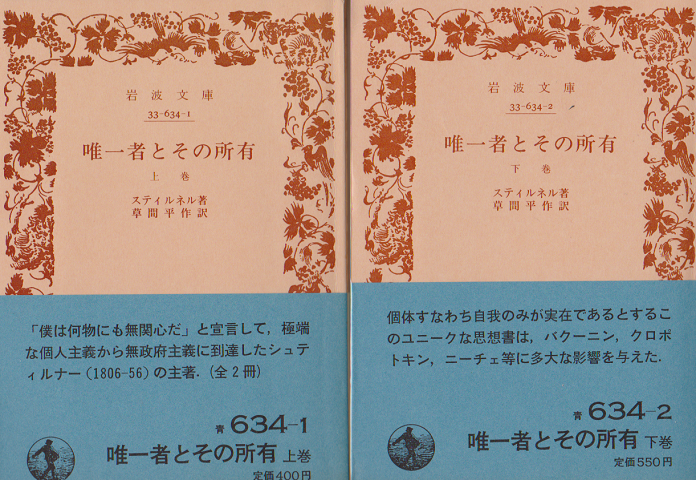 岩波文庫
33-634-1
唯一者とその所有
上巻
スティルネル著
草間平作訳
「僕は何物にも無関心だ」と宣言して，極端
な個人主義から無政府主義に到達したシュテ
ィルナー(1806-56)の主著．(全2冊)
青 634-1
唯一者とその所有 上巻
定価400円
岩波文庫
33-634-2
唯一者とその所有
下巻
スティルネル著
草間平作訳
個体すなわち自我のみが実在であるとするこ
のユニークな思想書は，バクーニン，クロポ
トキン，ニーチェ等に多大な影響を与えた．
青 634-2
唯一者とその所有 下巻
定価550円